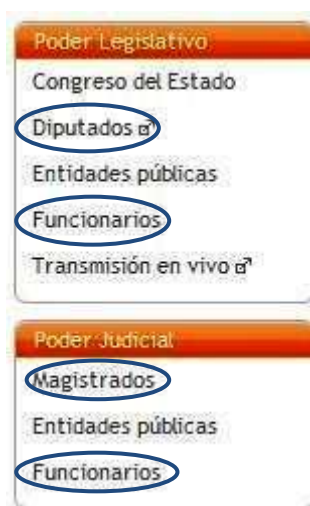 Poder Legislativo
Congreso del Estado
Diputados
Entidades públicas
Funcionarios
Transmisión en vivo
Poder Judicial
Magistrados
Entidades públicas
Funcionarios